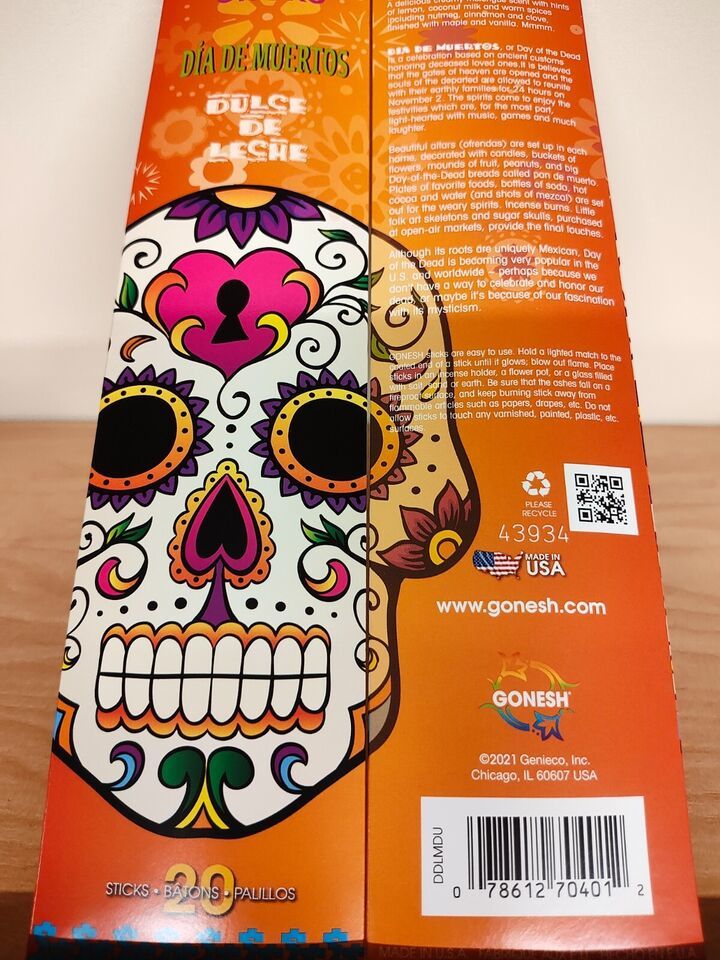 DÍA DE MUERTOS
DULCE
DE
LECHE
20
STICKS • BÂTONS • PALILLOS
A delicious creamy meringue scent with hints
of lemon, coconut milk and warm spices
including nutmeg, cinnamon and clove,
finished with maple and vanilla. Mmmm.
DIA DE MUERTOS, or Day of the Dead
is a celebration based on ancient customs
honoring deceased loved ones. It is believed
that the gates of heaven are opened and the
souls of the departed are allowed to reunite
with their earthly families for 24 hours on
November 2. The spirits come to enjoy the
festivities which are, for the most part,
light-hearted with music, games and much
laughter.
Beautiful altars (ofrendas) are set up in each
home, decorated with candles, buckets of
flowers, mounds of fruit, peanuts, and big
Day-of-the-Dead breads called pan de muerto.
Plates of favorite foods, bottles of soda, hot
cocoa and water (and shots of mezcal) are set
out for the weary spirits. Incense burns. Little
folk art skeletons and sugar skulls, purchased
at open-air markets, provide the final touches.
Although its roots are uniquely Mexican, Day
of the Dead is becoming very popular in the
U.S. and worldwide - perhaps because we
don't have a way to celebrate and honor our
dead, or maybe it's because of our fascination
with its mysticism.
GONESH sticks are easy to use. Hold a lighted match to the
coated end of a stick until it glows; blow out flame. Place
sticks in an incense holder, a flower pot, or a glass filled
with salt, sand or earth. Be sure that the ashes fall on a
fireproof surface, and keep burning stick away from
flammable articles such as papers, drapes, etc. Do not
allow sticks to touch any varnished, painted, plastic, etc.
surfaces.
PLEASE
RECYCLE
43934
MADE IN
USA
www.gonesh.com
GONESH®
©2021 Genieco, Inc.
Chicago, IL 60607 USA
DDLMDU
0 78612 70401 2